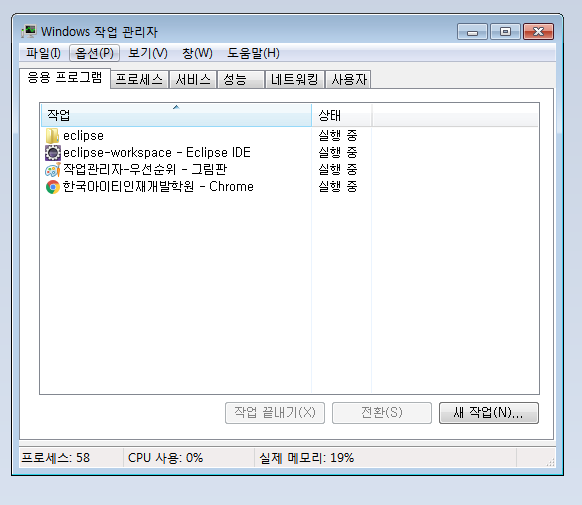 Windows 작업 관리자
파일(I) 옵션(P) 보기(V) 창(W) 도움말(H)
응용 프로그램 프로세스 서비스 성능 네트워킹 사용자
작업 상태
eclipse 실행 중
eclipse-workspace - Eclipse IDE 실행 중
작업관리자-우선순위 - 그림판 실행 중
한국아이티인재개발학원 - Chrome 실행 중
작업 끝내기(X) 전환(S) 새 작업(N)...
프로세스: 58 CPU 사용: 0% 실제 메모리: 19%